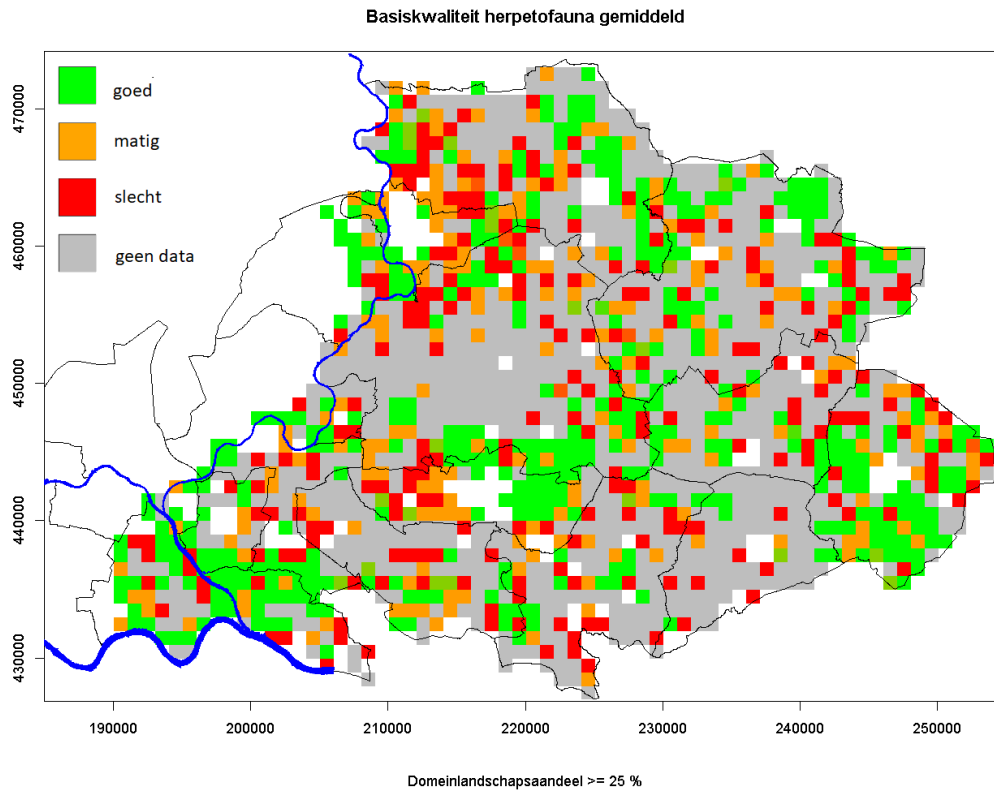 Basiskwaliteit herpetofauna gemiddeld
goed
matig
slecht
geen data
470000
460000
450000
440000
430000
190000 200000 210000 220000 230000 240000 250000
Domeinlandschapsaandeel >= 25 %